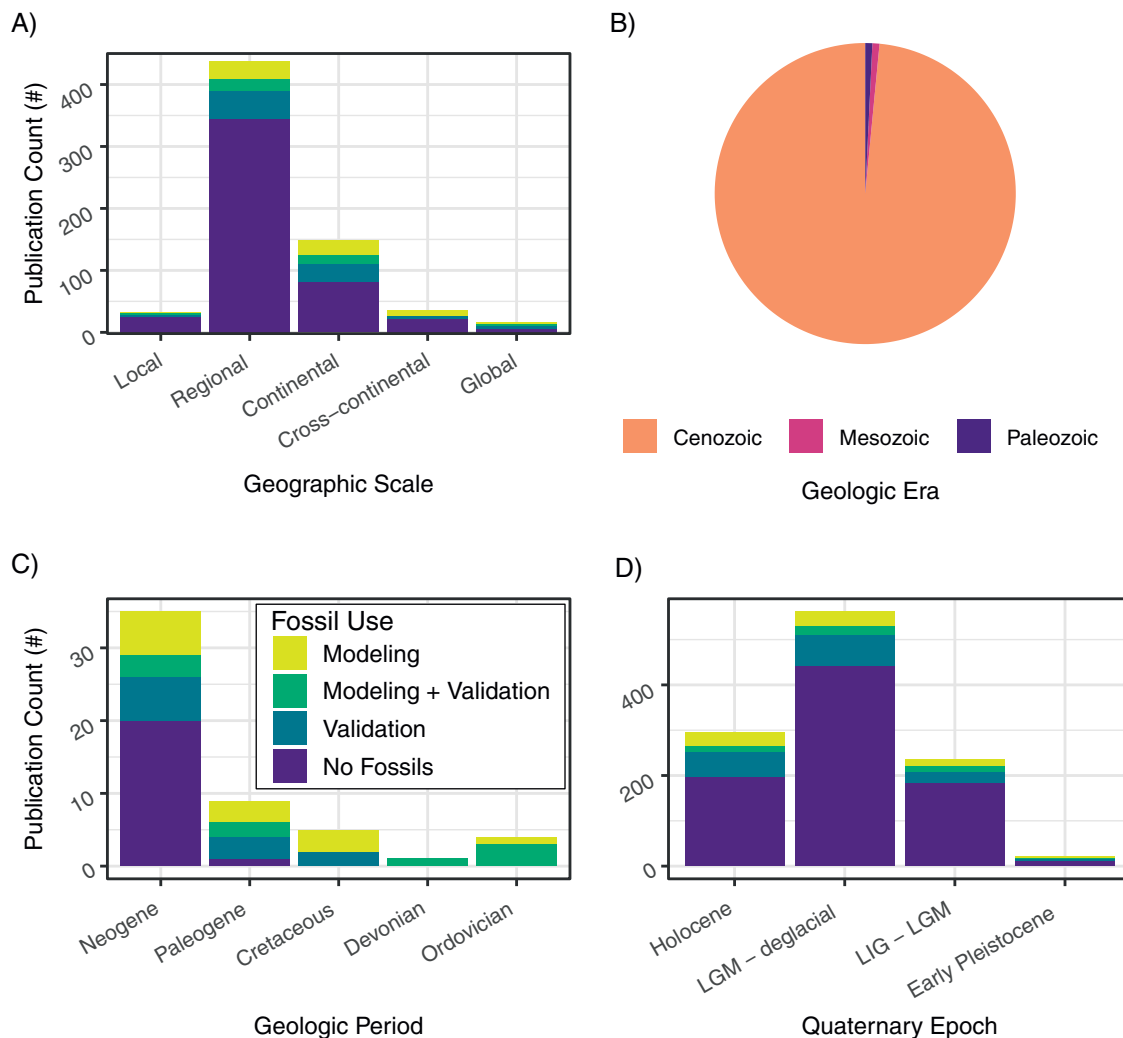 A)
Publication Count (#)
400
300
200
100
0
Local
Regional
Continental
Cross−continental
Global
Geographic Scale
B)
Cenozoic
Mesozoic
Paleozoic
Geologic Era
C)
Publication Count (#)
30
20
10
0
Fossil Use
Modeling
Modeling + Validation
Validation
No Fossils
Neogene
Paleogene
Cretaceous
Devonian
Ordovician
Geologic Period
D)
400
200
0
Holocene
LGM − deglacial
LIG − LGM
Early Pleistocene
Quaternary Epoch